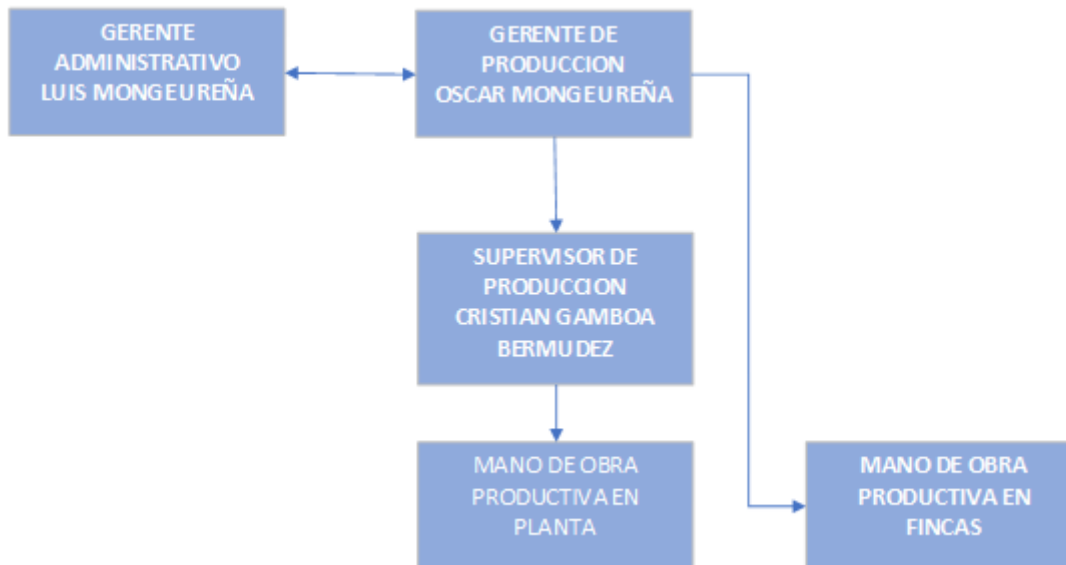 GERENTE
ADMINISTRATIVO
LUIS MONGE UREÑA
GERENTE DE
PRODUCCION
OSCAR MONGE UREÑA
SUPERVISOR DE
PRODUCCION
CRISTIAN GAMBOA
BERMUDEZ
MANO DE OBRA
PRODUCTIVA EN
PLANTA
MANO DE OBRA
PRODUCTIVA EN
FINCAS